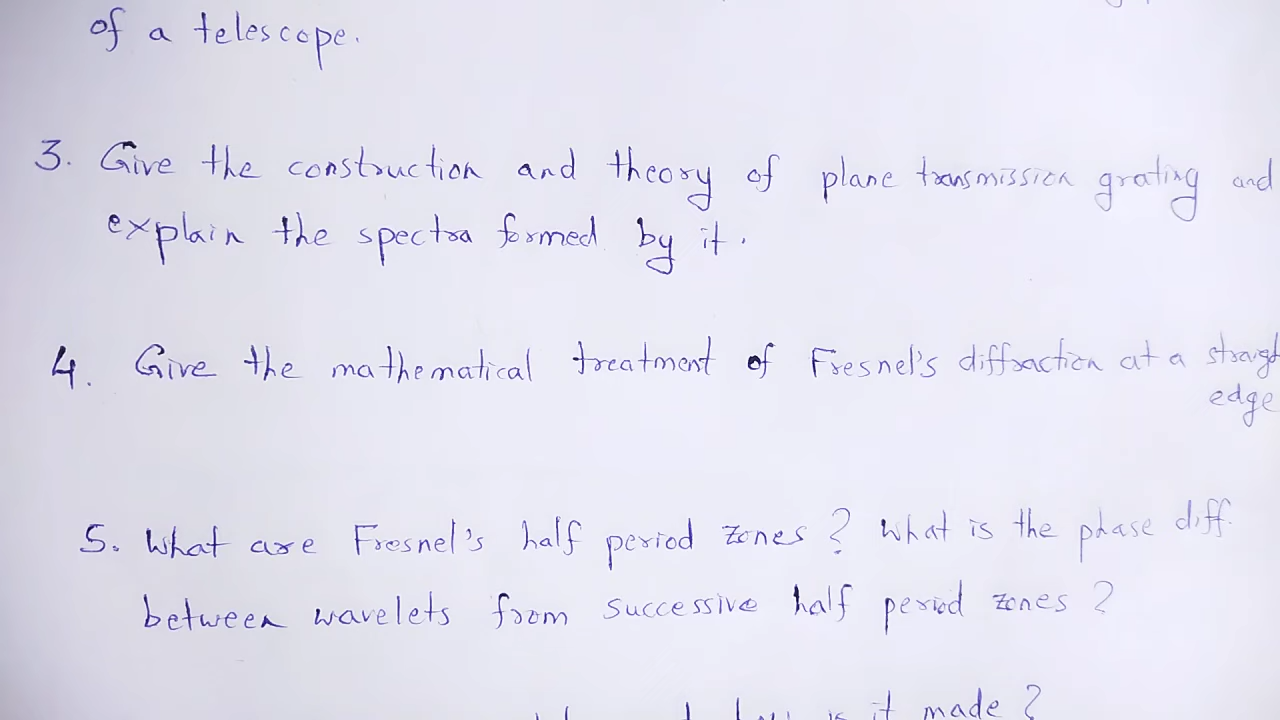 of a telescope.
3. Give the construction and theory of plane transmission grating and
explain the spectra formed by it.
4. Give the mathematical treatment of Fresnel's diffraction at a straight
edge
5. What are Fresnel's half period zones ? What is the phase diff.
between wavelets from successive half period zones ?
is it made ?